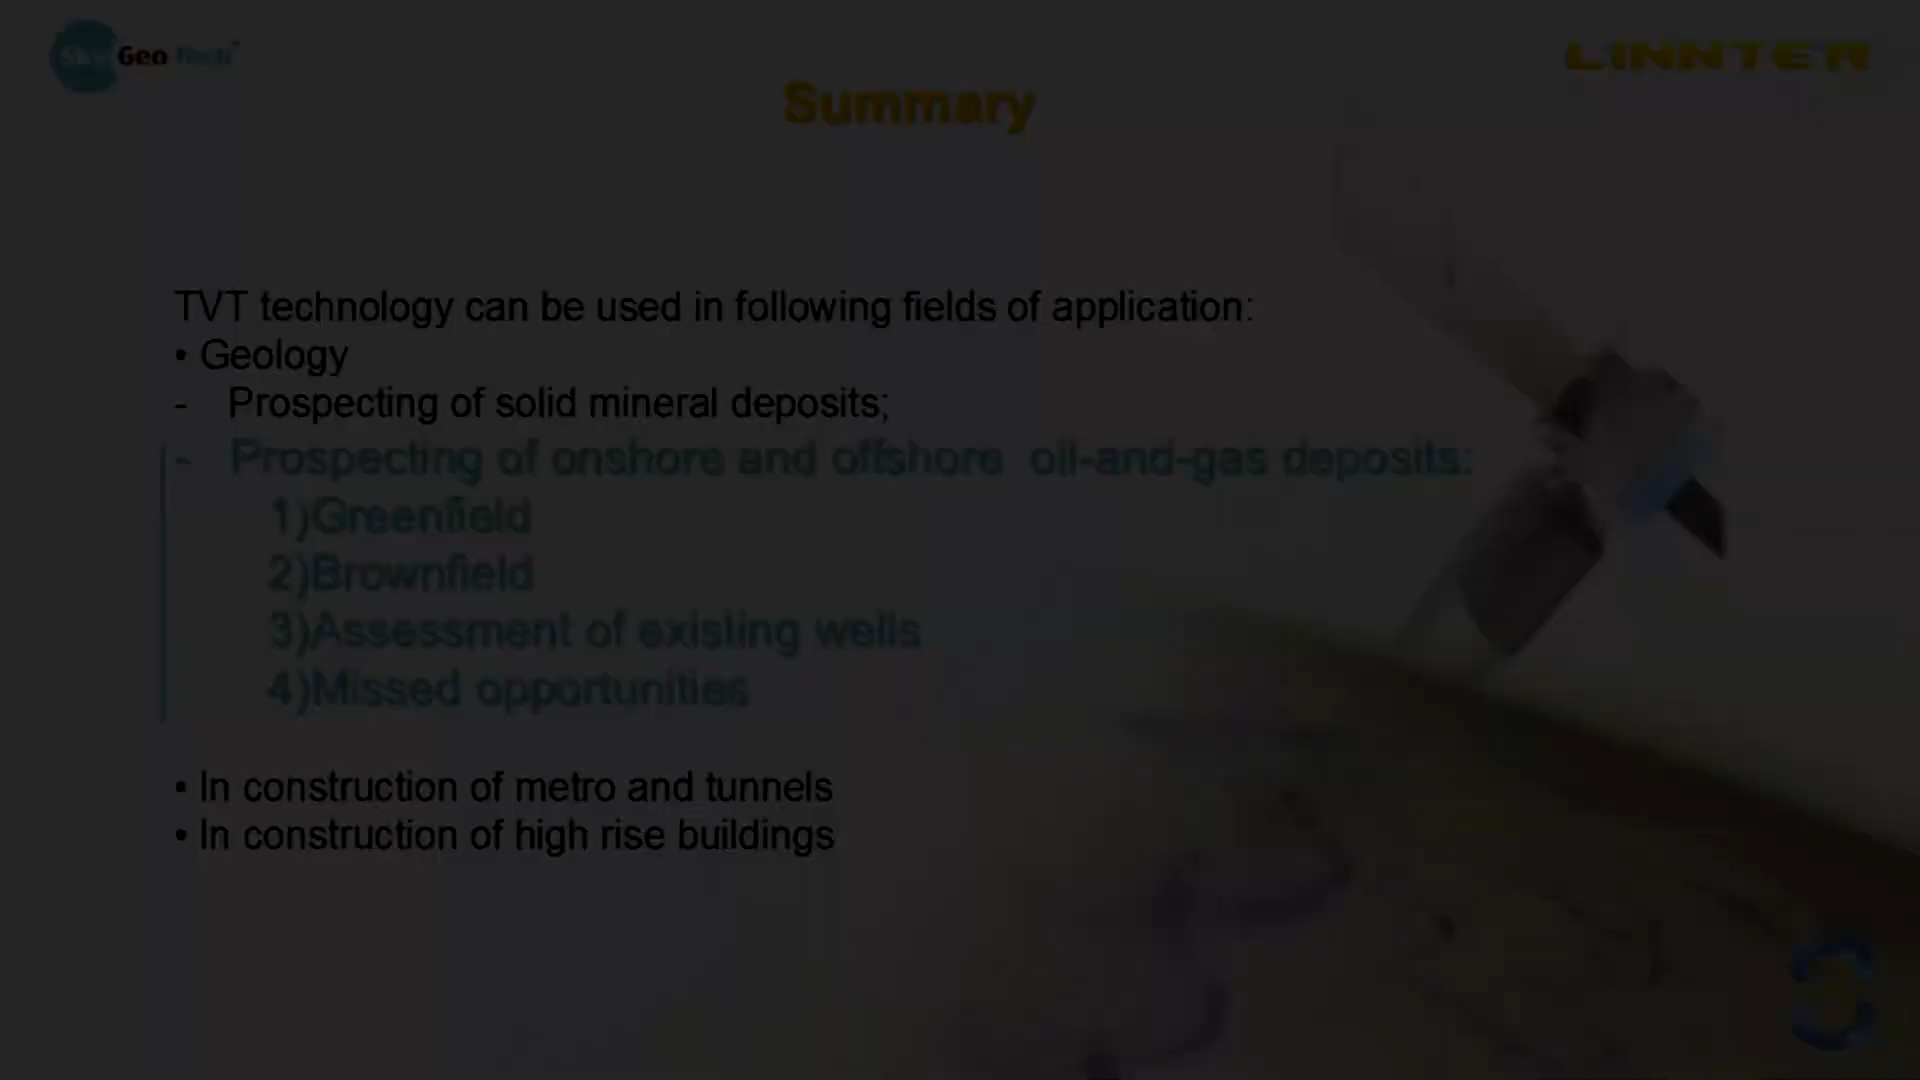 Sky Geo Tech
LINNTER
Summary
TVT technology can be used in following fields of application:
• Geology
- Prospecting of solid mineral deposits;
- Prospecting of onshore and offshore oil-and-gas deposits:
1)Greenfield
2)Brownfield
3)Assessment of existing wells
4)Missed opportunities
• In construction of metro and tunnels
• In construction of high rise buildings